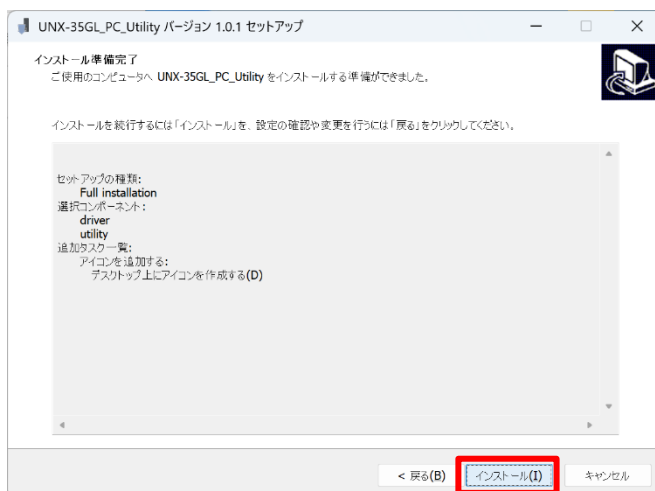 UNX-35GL_PC_Utility バージョン 1.0.1 セットアップ
インストール準備完了
ご使用のコンピュータへ UNX-35GL_PC_Utility をインストールする準備ができました。
インストールを続行するには「インストール」を、設定の確認や変更を行うには「戻る」をクリックしてください。
セットアップの種類:
Full installation
選択コンポーネント:
driver
utility
追加タスク一覧:
アイコンを追加する:
デスクトップ上にアイコンを作成する(D)
< 戻る(B) インストール(I) キャンセル